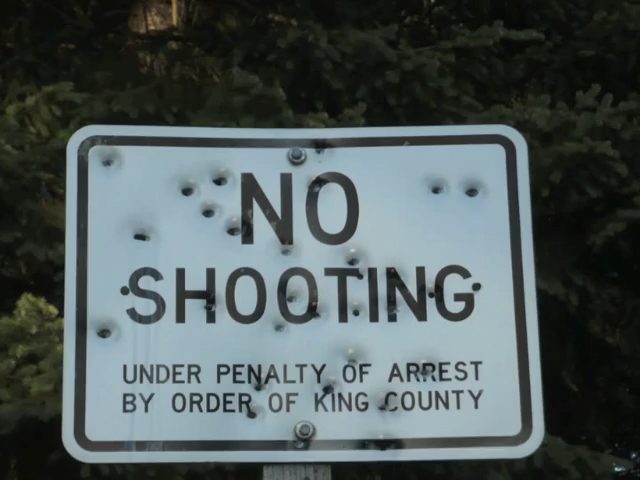 NO
SHOOTING
UNDER PENALTY OF ARREST
BY ORDER OF KING COUNTY